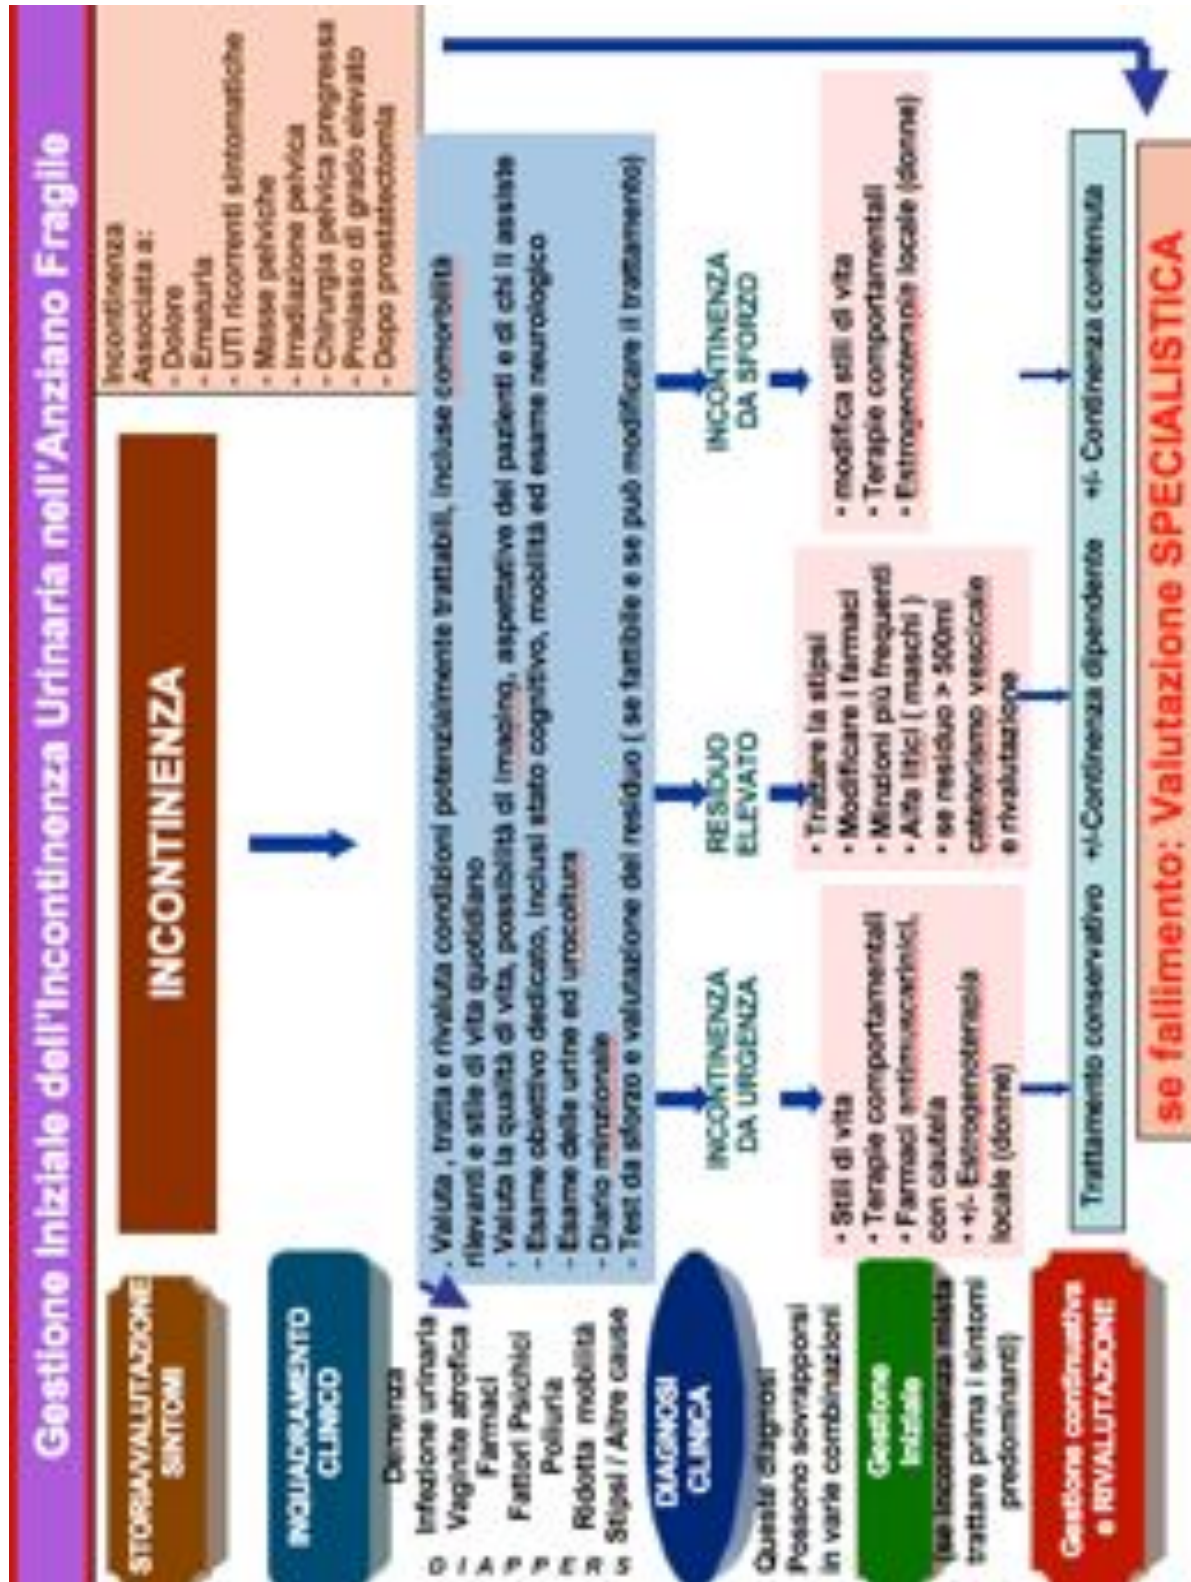 Gestione Iniziale dell'Incontinenza Urinaria nell'Anziano Fragile
STORIA/VALUTAZIONE
SINTOMI
INCONTINENZA
Incontinenza
Associata a:
- Dolore
- Ematuria
- UTI ricorrenti sintomatiche
- Masse pelviche
- Irradiazione pelvica
- Chirurgia pelvica pregressa
- Prolasso di grado elevato
- Dopo prostatectomia
INQUADRAMENTO
CLINICO
Demenza
Infezione urinaria
Vaginite atrofica
Farmaci
Fattori Psichici
Poliuria
Ridotta mobilità
Stipsi / Altre cause
D I A P P E R S
- Valuta , tratta e rivaluta condizioni potenzialmente trattabili, incluse comorbilità
rilevanti e stile di vita quotidiano
- Valuta la qualità di vita, possibilità di imacing, aspettative dei pazienti e di chi li assiste
- Esame obiettivo dedicato, inclusi stato cognitivo, mobilità ed esame neurologico
- Esame delle urine ed urocoltura
- Diario minzionale
- Test da sforzo e valutazione del residuo ( se fattibile e se può modificare il trattamento)
DIAGNOSI
CLINICA
Queste diagnosi
Possono sovrapporsi
in varie combinazioni
INCONTINENZA
DA URGENZA
RESIDUO
ELEVATO
INCONTINENZA
DA SFORZO
Gestione
Iniziale
(se incontinenza mista
trattare prima i sintomi
predominanti)
• Stili di vita
• Terapie comportamentali
• Farmaci antimuscarinici,
con cautela
• +/- Estrogenoterapia
locale (donne)
• Trattare la stipsi
• Modificare i farmaci
• Minzioni più frequenti
• Alfa litici ( maschi )
• se residuo > 500ml
cateterismo vescicale
e rivalutazione
• modifica stili di vita
• Terapie comportamentali
• Estrogenoterapie locale (donne)
Gestione continuativa
e RIVALUTAZIONE
Trattamento conservativo +/-Continenza dipendente +/- Continenza contenuta
se fallimento: Valutazione SPECIALISTICA